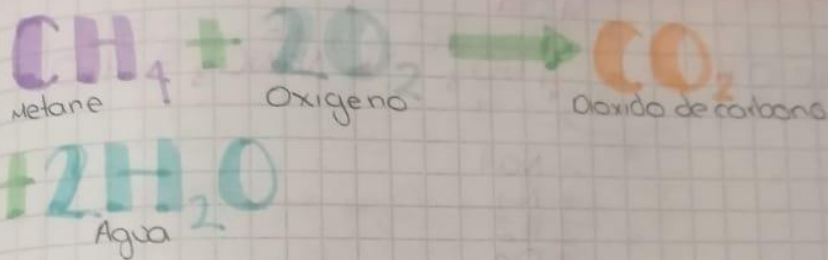 CH₄ + 2O₂ → CO₂
Metane Oxigeno Dioxido de carbono
+2H₂O
Agua